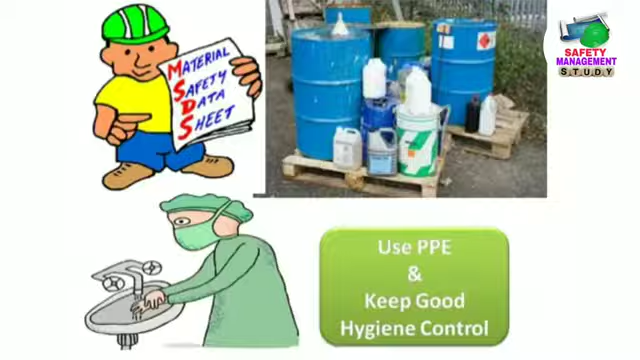 MATERIAL
SAFETY
DATA
SHEET
SAFETY
MANAGEMENT
STUDY
Use PPE
&
Keep Good
Hygiene Control